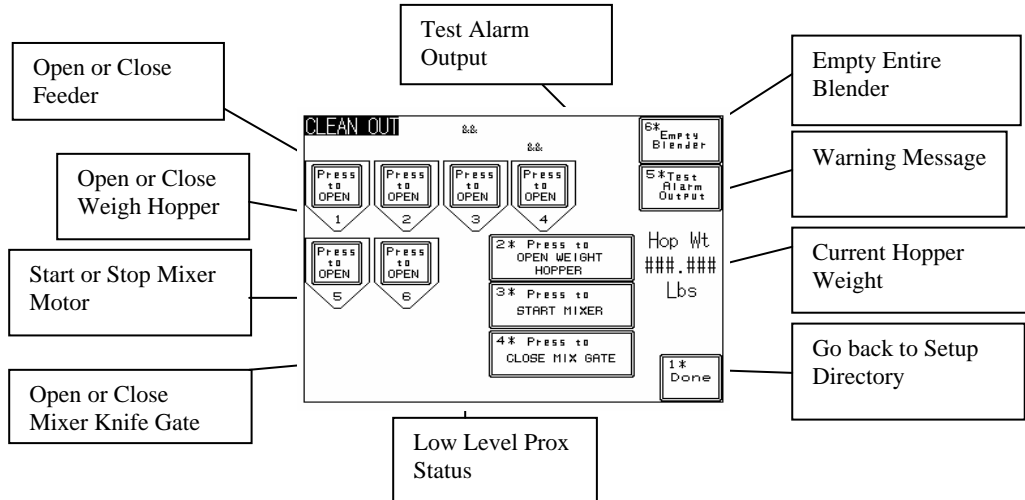 Test Alarm
Output
Open or Close
Feeder
Empty Entire
Blender
Open or Close
Weigh Hopper
Warning Message
Start or Stop Mixer
Motor
Current Hopper
Weight
Open or Close
Mixer Knife Gate
Go back to Setup
Directory
Low Level Prox
Status
CLEAN OUT
&&
&&
6* Empty
Blender
5* Test
Alarm
Output
Press
to
OPEN
1
Press
to
OPEN
2
Press
to
OPEN
3
Press
to
OPEN
4
Press
to
OPEN
5
Press
to
OPEN
6
2* Press to
OPEN WEIGHT
HOPPER
3* Press to
START MIXER
4* Press to
CLOSE MIX GATE
Hop Wt
###.###
Lbs
1*
Done